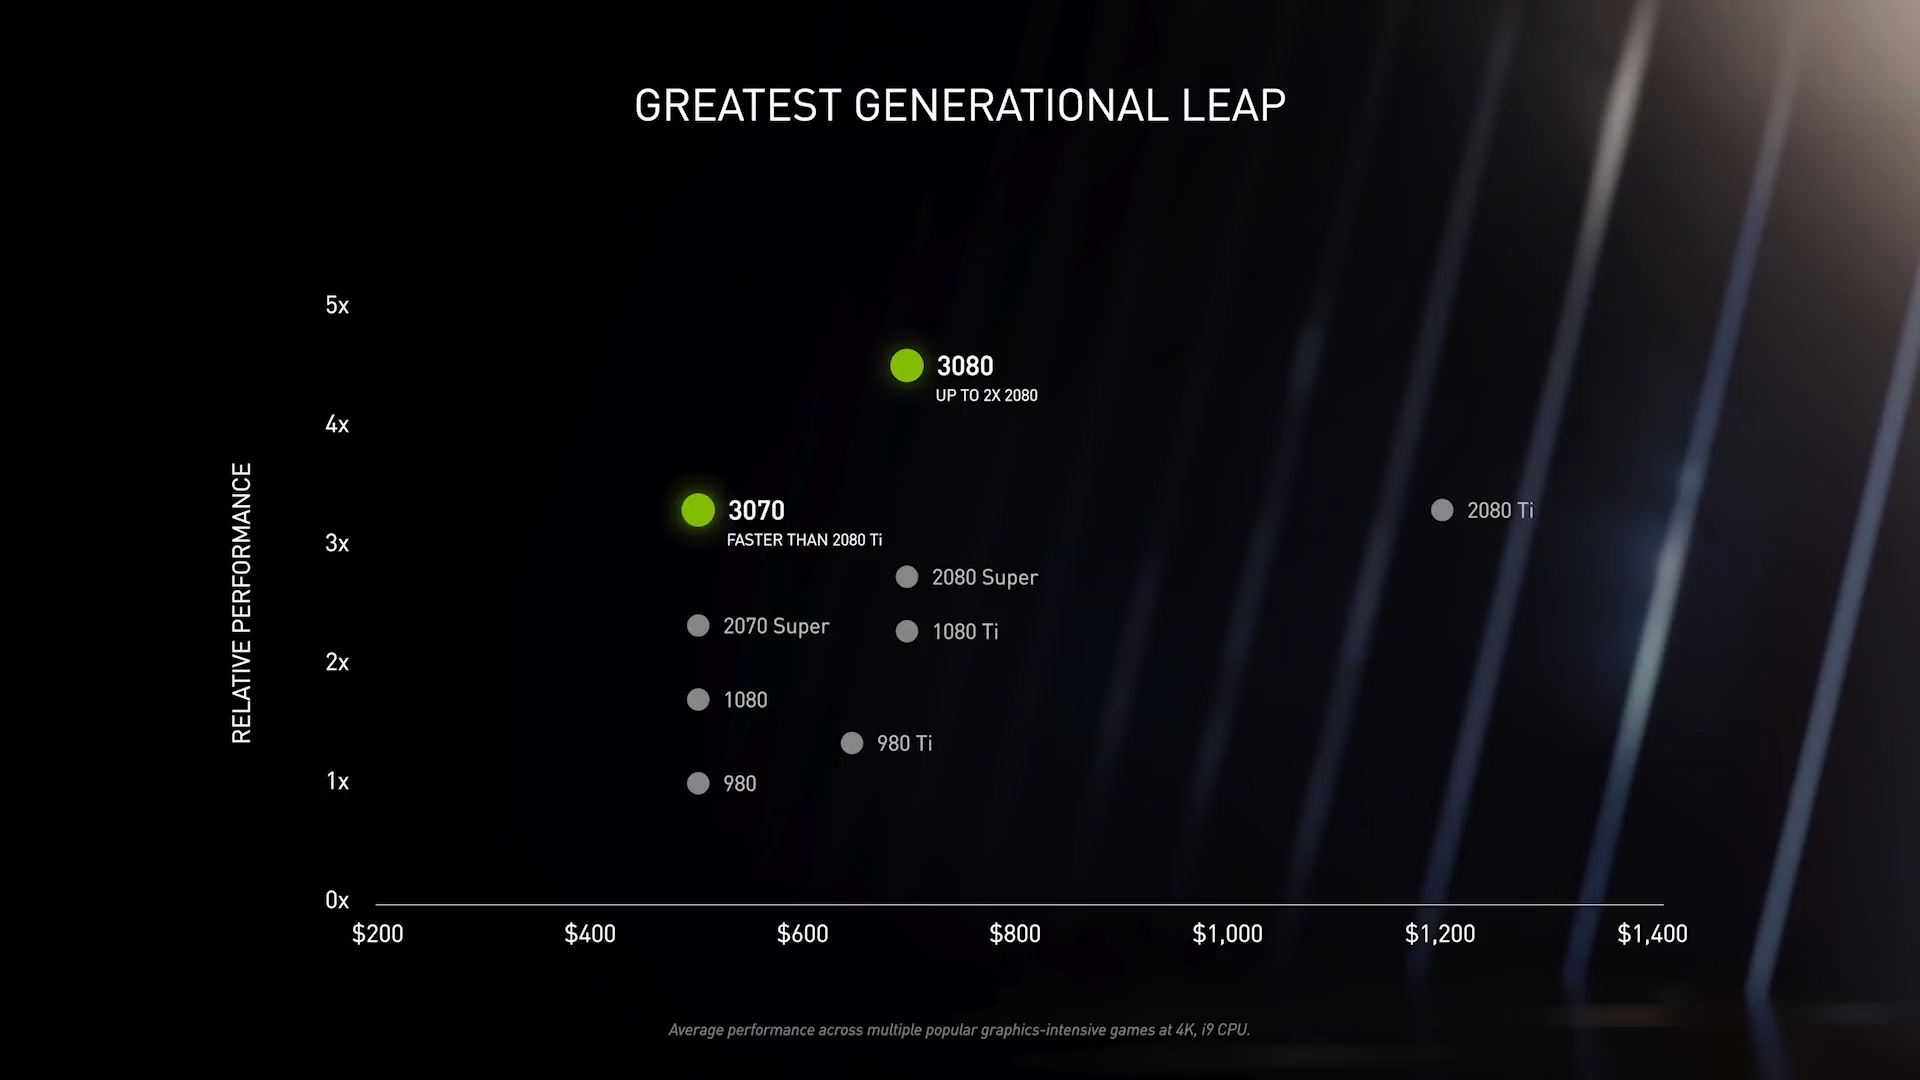 GREATEST GENERATIONAL LEAP
RELATIVE PERFORMANCE
5x
4x
3x
2x
1x
0x
3080
UP TO 2X 2080
3070
FASTER THAN 2080 Ti
2080 Ti
2080 Super
2070 Super
1080 Ti
1080
980 Ti
980
$200
$400
$600
$800
$1,000
$1,200
$1,400
Average performance across multiple popular graphics-intensive games at 4K, i9 CPU.